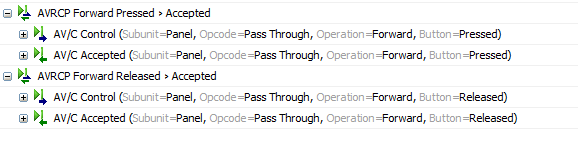 AVRCP Forward Pressed > Accepted
AV/C Control (Subunit=Panel, Opcode=Pass Through, Operation=Forward, Button=Pressed)
AV/C Accepted (Subunit=Panel, Opcode=Pass Through, Operation=Forward, Button=Pressed)
AVRCP Forward Released > Accepted
AV/C Control (Subunit=Panel, Opcode=Pass Through, Operation=Forward, Button=Released)
AV/C Accepted (Subunit=Panel, Opcode=Pass Through, Operation=Forward, Button=Released)